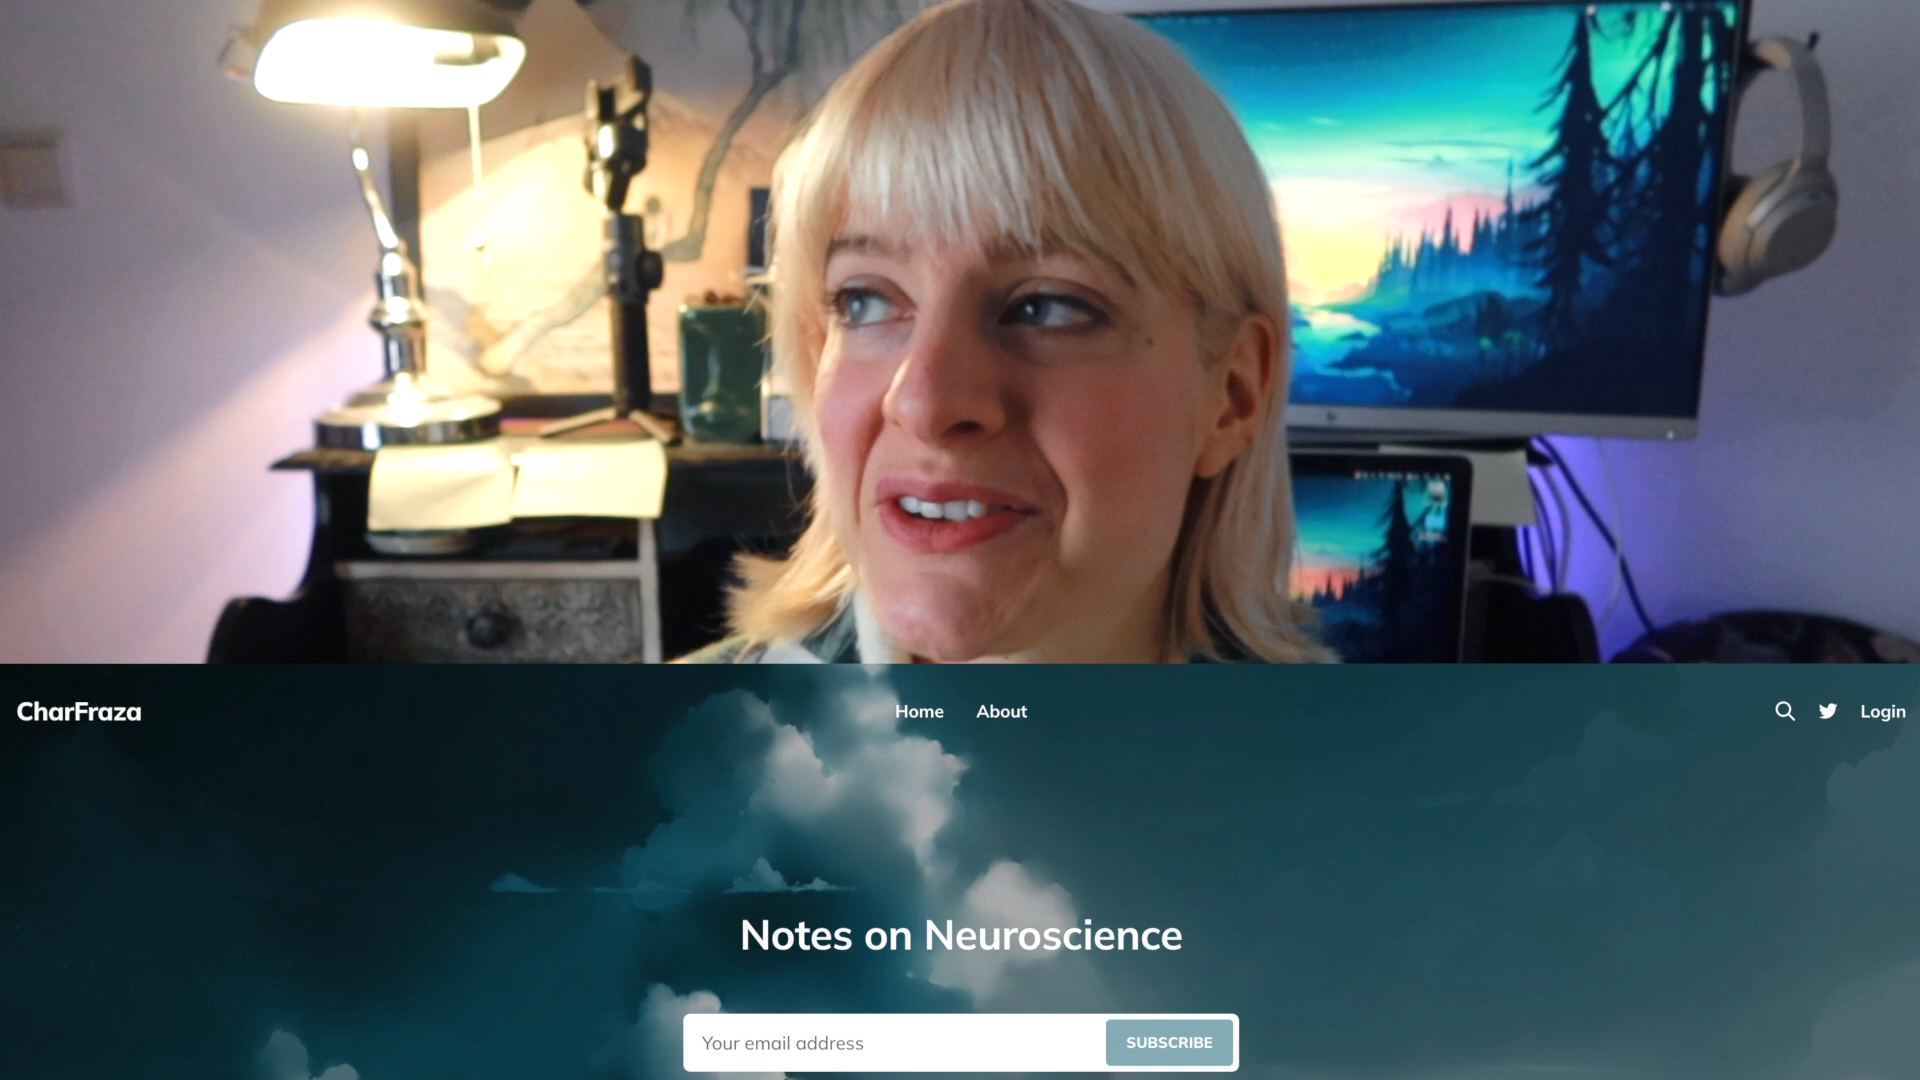 CharFraza
Home About
Login
Notes on Neuroscience
Your email address
SUBSCRIBE